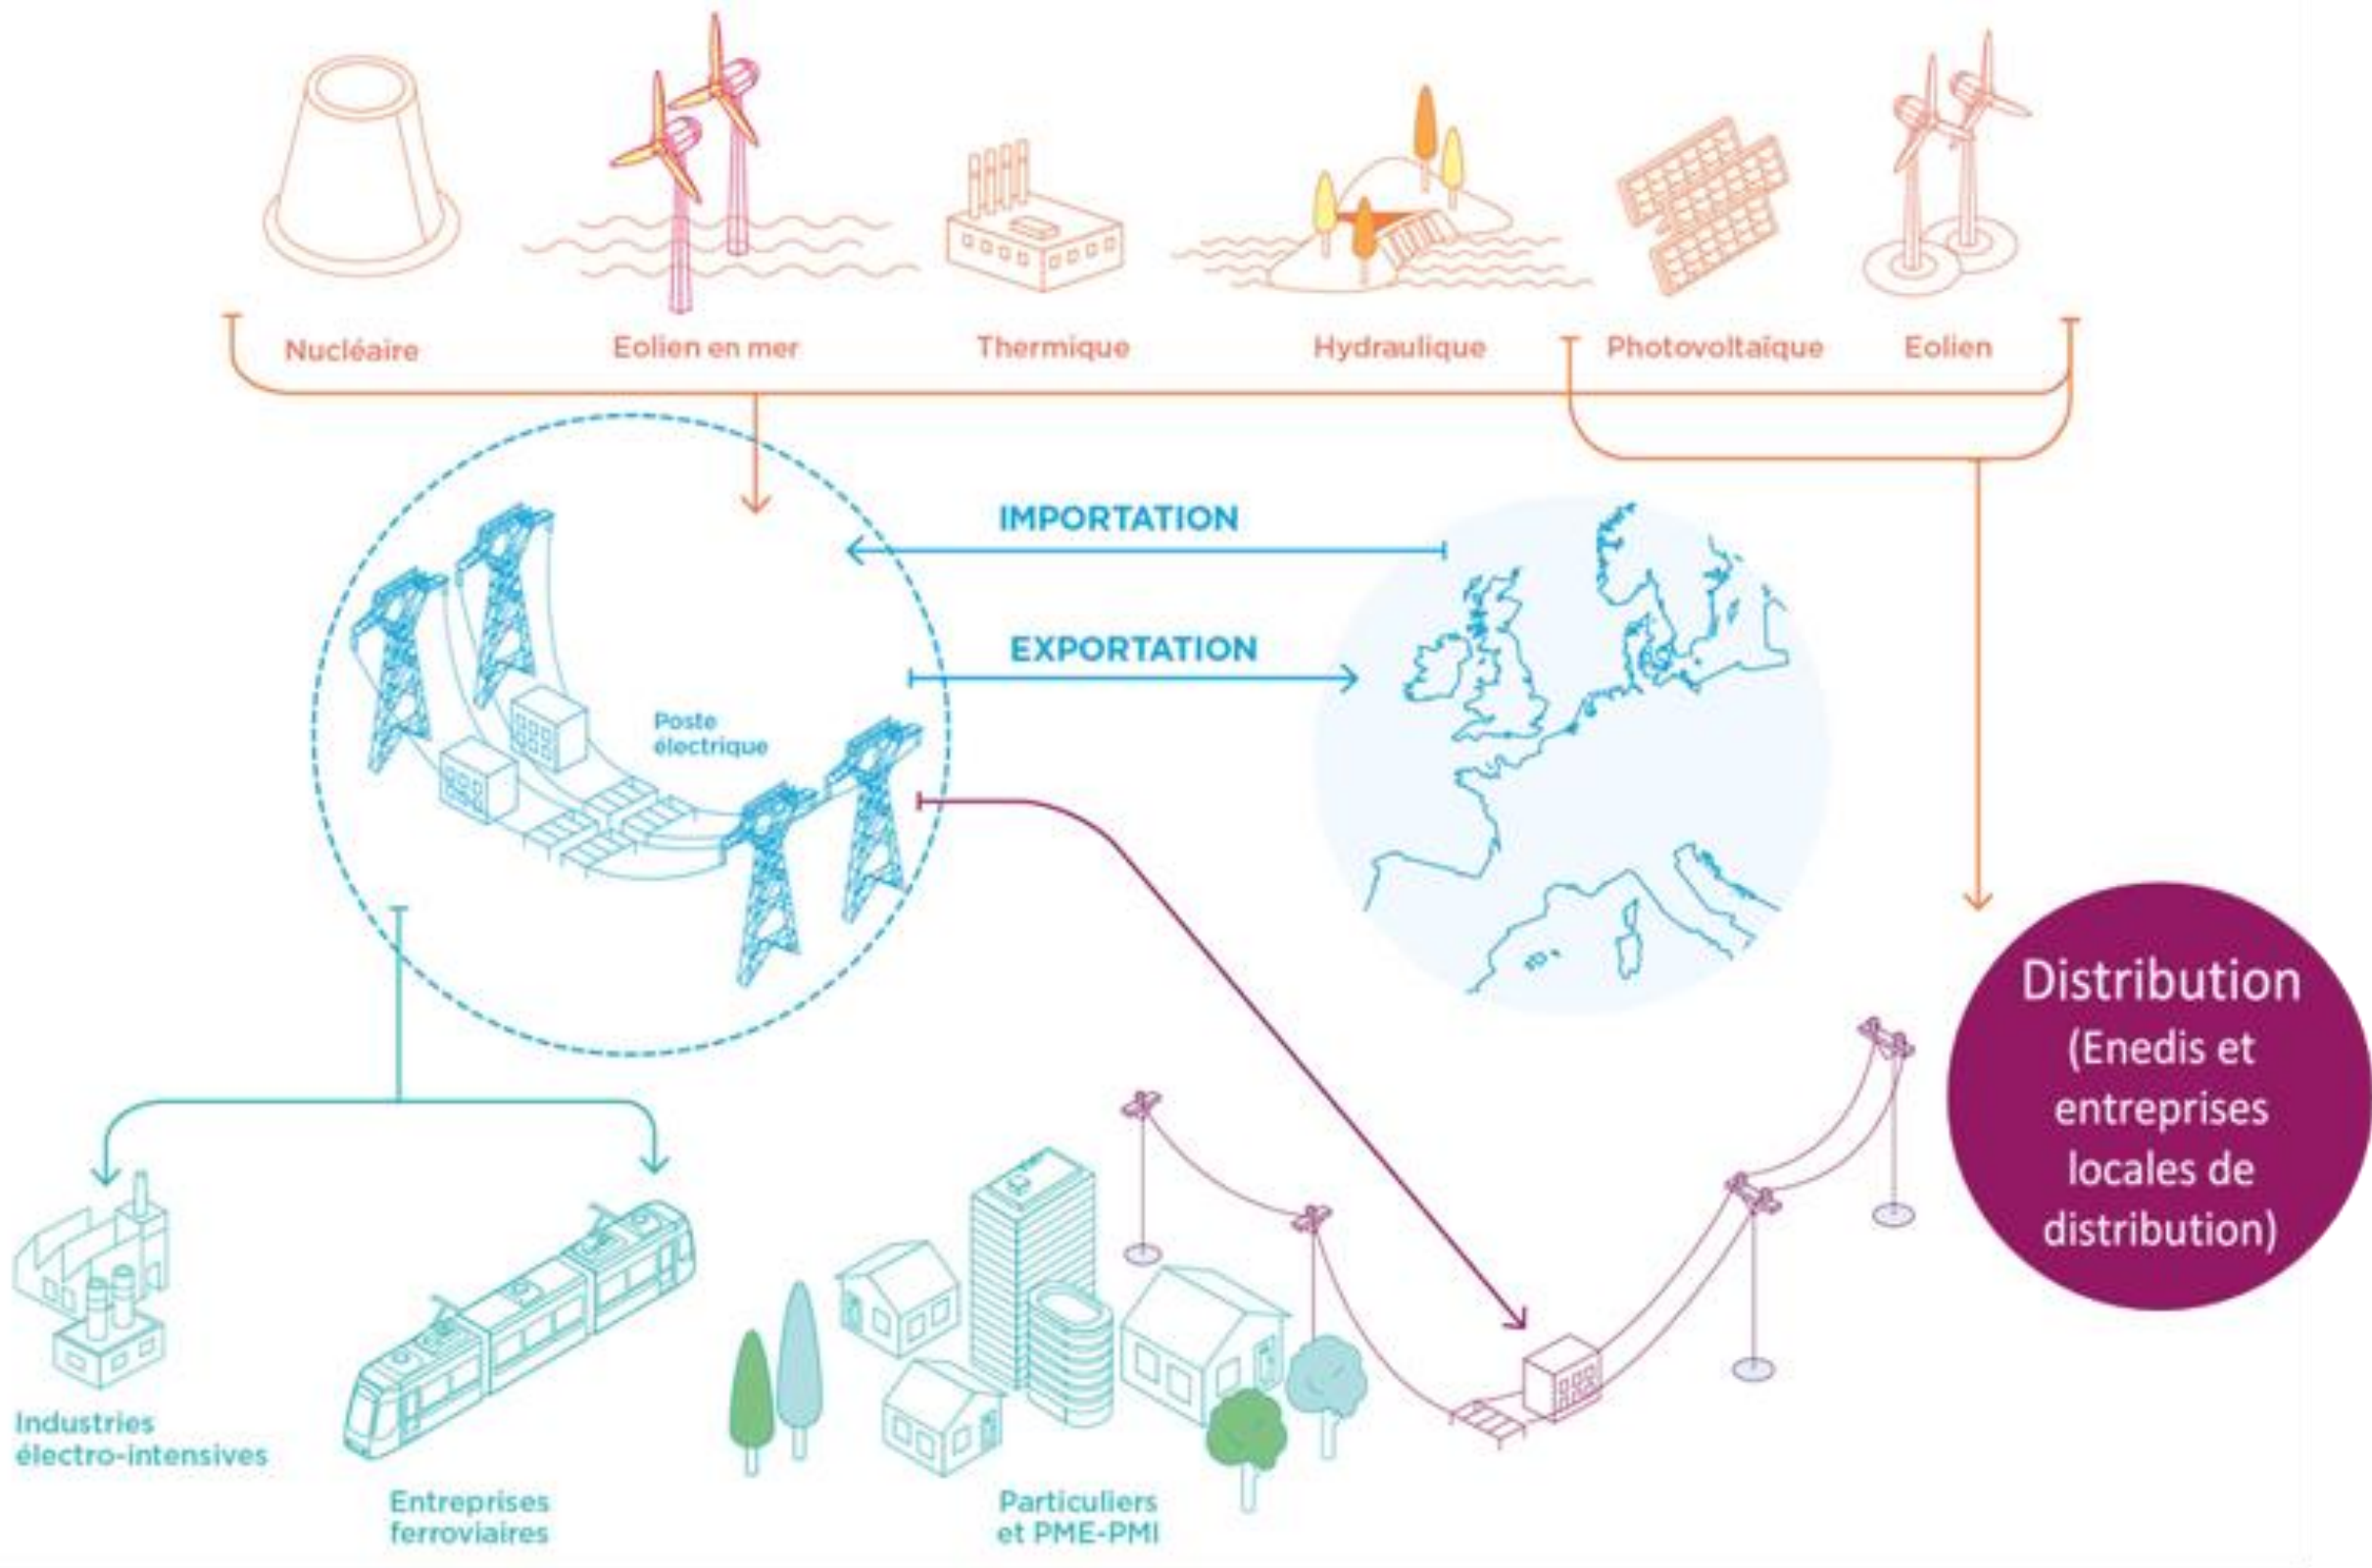 Nucléaire
Eolien en mer
Thermique
Hydraulique
Photovoltaïque
Eolien
IMPORTATION
EXPORTATION
Poste
électrique
Distribution
(Enedis et
entreprises
locales de
distribution)
Industries
électro-intensives
Entreprises
ferroviaires
Particuliers
et PME-PMI